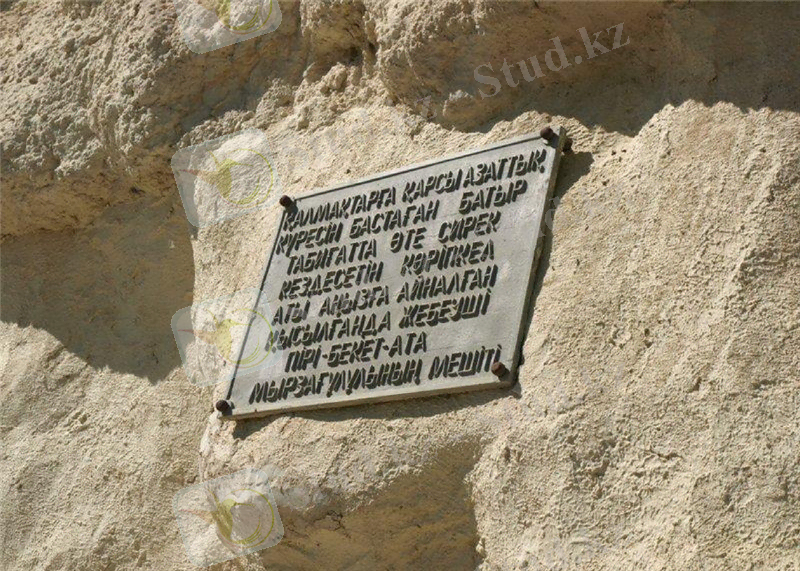 Stud.kz
ҚАЛМАҚТАРҒА ҚАРСЫ АЗАТТЫҚ
КҮРЕСІН БАСТАҒАН БАТЫР
ТАБИҒАТТА ӨТЕ СИРЕК
КЕЗДЕСЕТІН КӘРІПКЕЛ
АТЫ АҢЫЗҒА АЙНАЛҒАН
ҚЫСЫЛҒАНДА ЖЕБЕУШІ
ПІРІ-БЕКЕТ-АТА
МЫРЗАҒҰЛҰЛЫНЫҢ МЕШІТІ